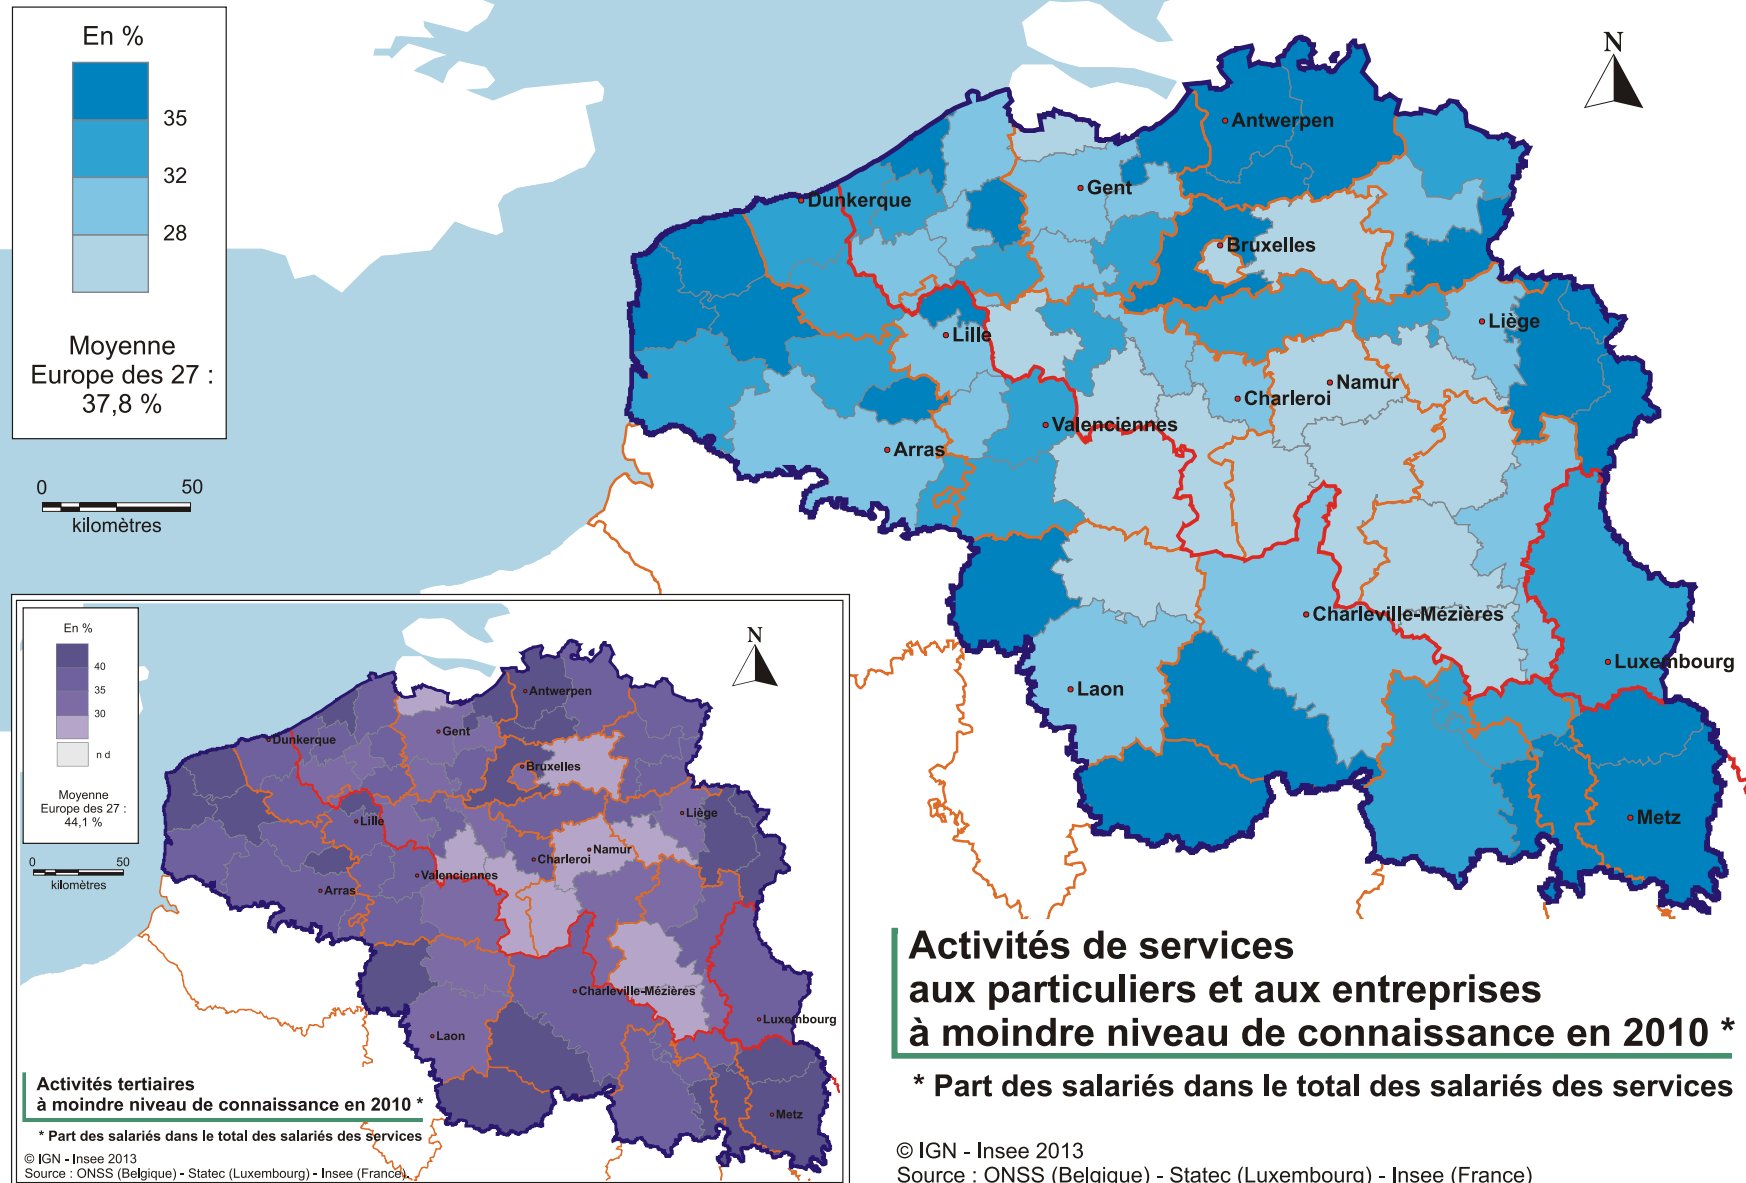 En %
35
32
28
Moyenne
Europe des 27 :
37,8 %
0 50
kilomètres
N
Antwerpen
Gent
Dunkerque
Bruxelles
Liège
Lille
Namur
Charleroi
Valenciennes
Arras
Charleville-Mézières
Luxembourg
Laon
Metz
En %
40
35
30
n d
Moyenne
Europe des 27 :
44,1 %
0 50
kilomètres
N
Antwerpen
Gent
Dunkerque
Bruxelles
Liège
Lille
Namur
Charleroi
Valenciennes
Arras
Charleville-Mézières
Luxembourg
Laon
Metz
Activités tertiaires
à moindre niveau de connaissance en 2010 *
* Part des salariés dans le total des salariés des services
© IGN - Insee 2013
Source : ONSS (Belgique) - Statec (Luxembourg) - Insee (France).
Activités de services
aux particuliers et aux entreprises
à moindre niveau de connaissance en 2010 *
* Part des salariés dans le total des salariés des services
© IGN - Insee 2013
Source : ONSS (Belgique) - Statec (Luxembourg) - Insee (France)